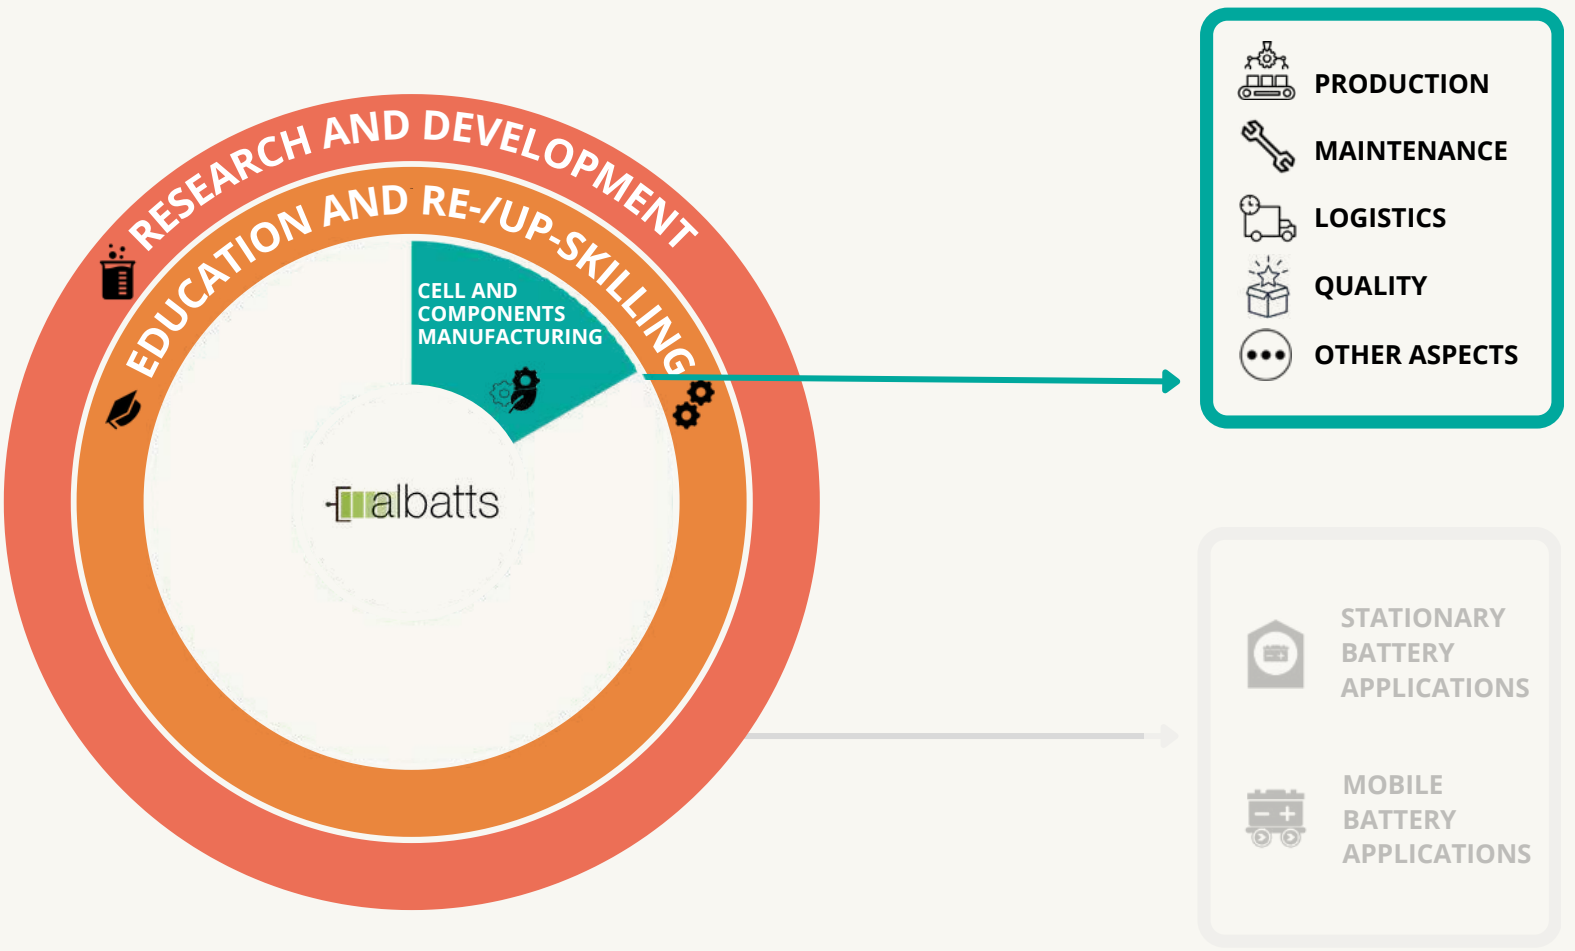 RESEARCH AND DEVELOPMENT
EDUCATION AND RE-/UP-SKILLING
CELL AND
COMPONENTS
MANUFACTURING
albatts
PRODUCTION
MAINTENANCE
LOGISTICS
QUALITY
OTHER ASPECTS
STATIONARY
BATTERY
APPLICATIONS
MOBILE
BATTERY
APPLICATIONS